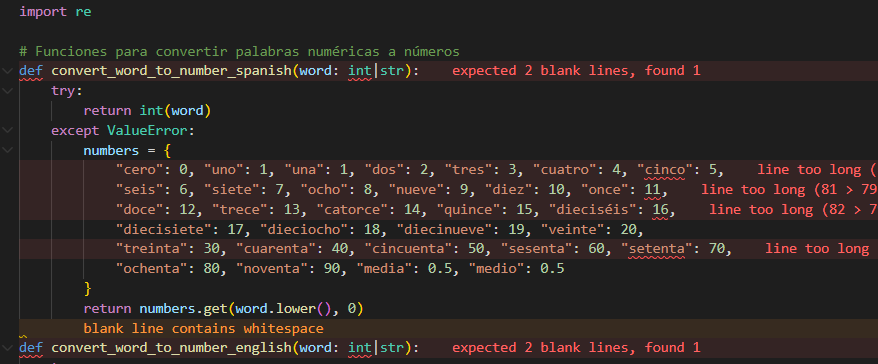 import re
# Funciones para convertir palabras numéricas a números
def convert_word_to_number_spanish(word: int|str):    expected 2 blank lines, found 1
    try:
        return int(word)
    except ValueError:
        numbers = {
            "cero": 0, "uno": 1, "una": 1, "dos": 2, "tres": 3, "cuatro": 4, "cinco": 5,    line too long (
            "seis": 6, "siete": 7, "ocho": 8, "nueve": 9, "diez": 10, "once": 11,    line too long (81 > 79
            "doce": 12, "trece": 13, "catorce": 14, "quince": 15, "dieciséis": 16,    line too long (82 > 7
            "diecisiete": 17, "dieciocho": 18, "diecinueve": 19, "veinte": 20,
            "treinta": 30, "cuarenta": 40, "cincuenta": 50, "sesenta": 60, "setenta": 70,    line too long
            "ochenta": 80, "noventa": 90, "media": 0.5, "medio": 0.5
        }
        return numbers.get(word.lower(), 0)
        blank line contains whitespace
def convert_word_to_number_english(word: int|str):    expected 2 blank lines, found 1